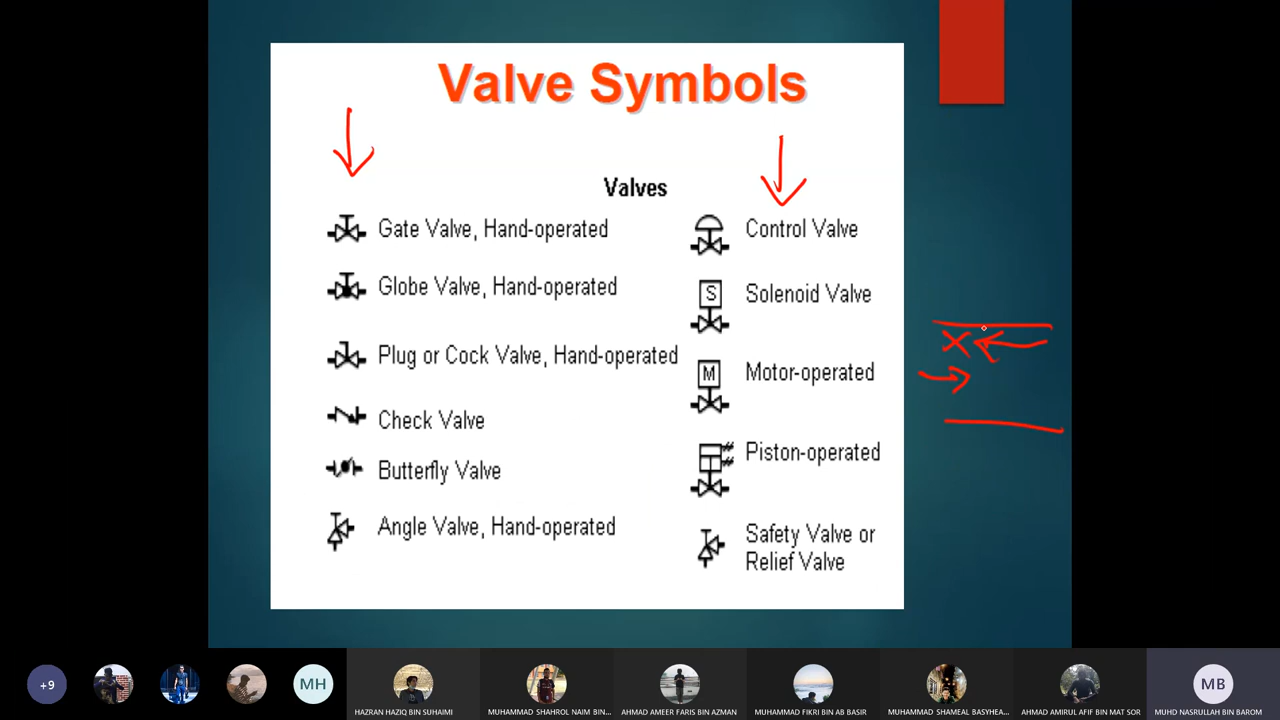 Valve Symbols
Valves
Gate Valve, Hand-operated
Globe Valve, Hand-operated
Plug or Cock Valve, Hand-operated
Check Valve
Butterfly Valve
Angle Valve, Hand-operated
Control Valve
S
Solenoid Valve
M
Motor-operated
Piston-operated
Safety Valve or
Relief Valve
X
+9
MH
HAZRAN HAZIQ BIN SUHAIMI
MUHAMMAD SHAHROL NAIM BIN...
AHMAD AMEER FARIS BIN AZMAN
MUHAMMAD FIKRI BIN AB BASIR
MUHAMMAD SHAMEAL BASYHEA...
AHMAD AMIRUL AFIF BIN MAT SOR
MB
MUHD NASRULLAH BIN BAROM